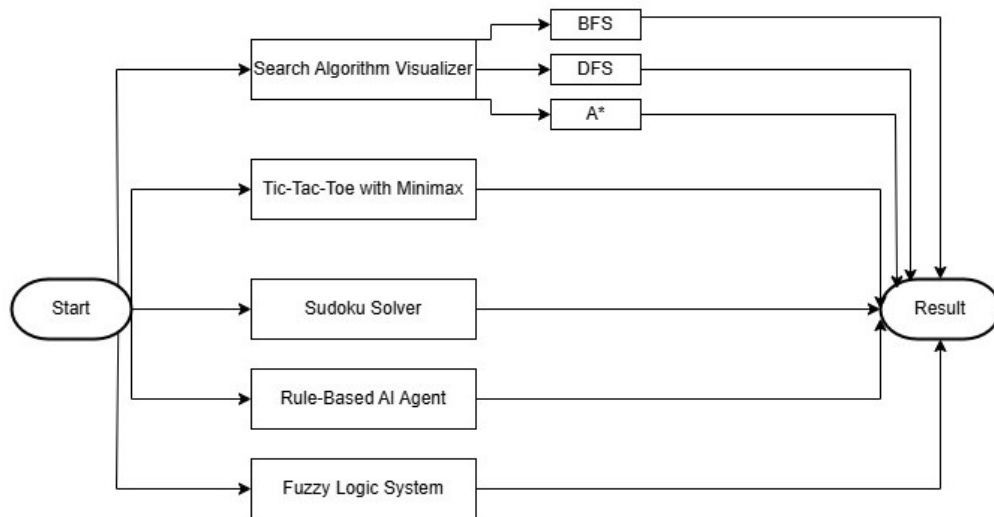 BFS
Search Algorithm Visualizer
DFS
A*
Tic-Tac-Toe with Minimax
Start
Sudoku Solver
Result
Rule-Based AI Agent
Fuzzy Logic System